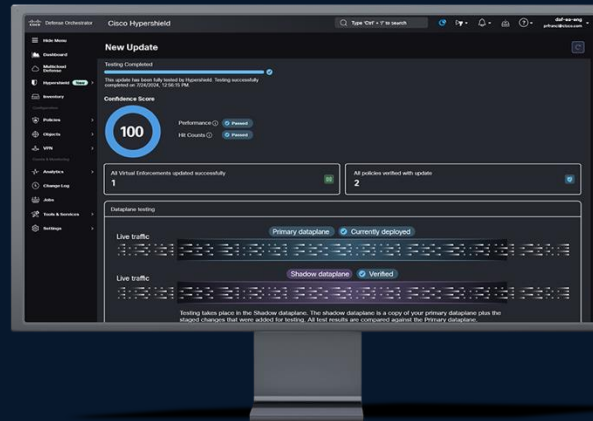 Defense Orchestrator
Cisco Hypershield
Type 'Ctrl' + '/' to search
Hide Menu
Dashboard
Multicloud
Defense
Hypershield
Inventory
Policies
Objects
VPN
Analytics
Change Log
Jobs
Tools & Services
Settings
New Update
Testing Completed
This update has been fully tested by Hypershield. Testing successfully
completed on 7/24/2024, 12:56:15 PM.
Confidence Score
100
Performance Passed
Hit Counts Passed
All Virtual Enforcements updated successfully
1
All policies verified with update
2
Dataplane testing
Primary dataplane Currently deployed
Live traffic
Shadow dataplane Verified
Live traffic
Testing takes place in the Shadow dataplane. The shadow dataplane is a copy of your primary dataplane plus the
staged changes that were added for testing. All test results are compared against the Primary dataplane.